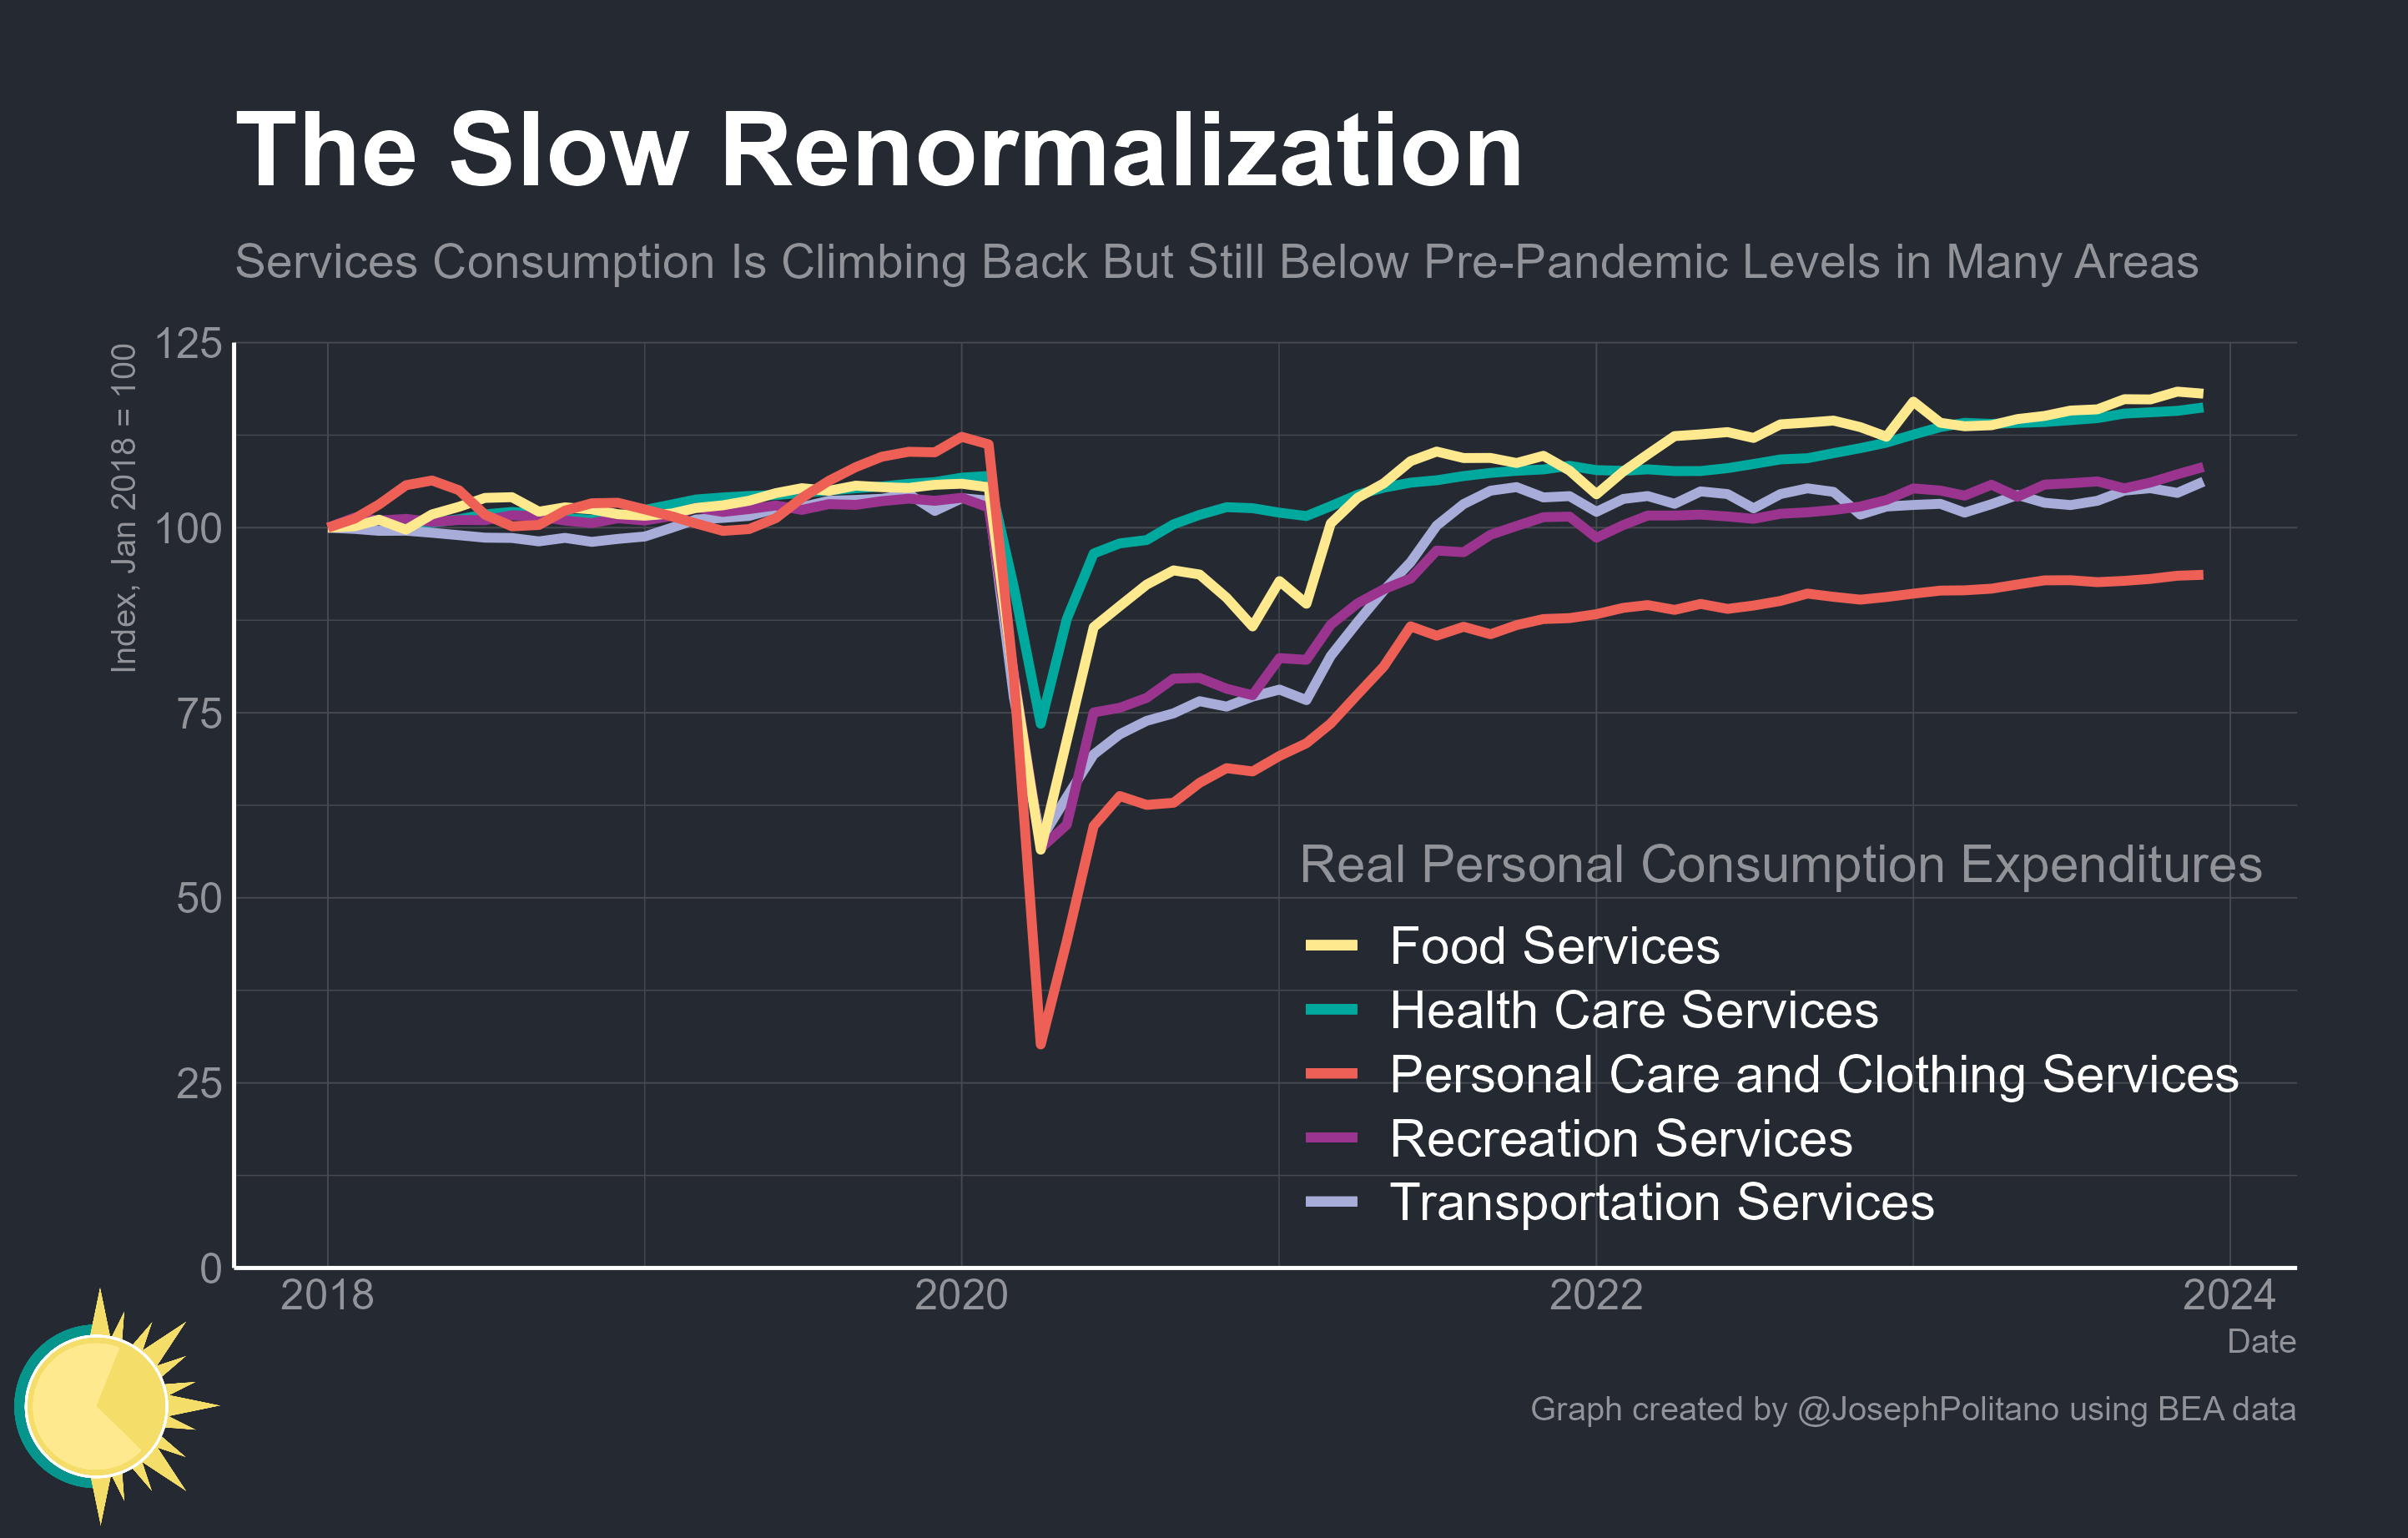 The Slow Renormalization
Services Consumption Is Climbing Back But Still Below Pre-Pandemic Levels in Many Areas
Index, Jan 2018 = 100
125
100
75
50
25
0
Real Personal Consumption Expenditures
Food Services
Health Care Services
Personal Care and Clothing Services
Recreation Services
Transportation Services
2018 2020 2022 2024
Date
Graph created by @JosephPolitano using BEA data